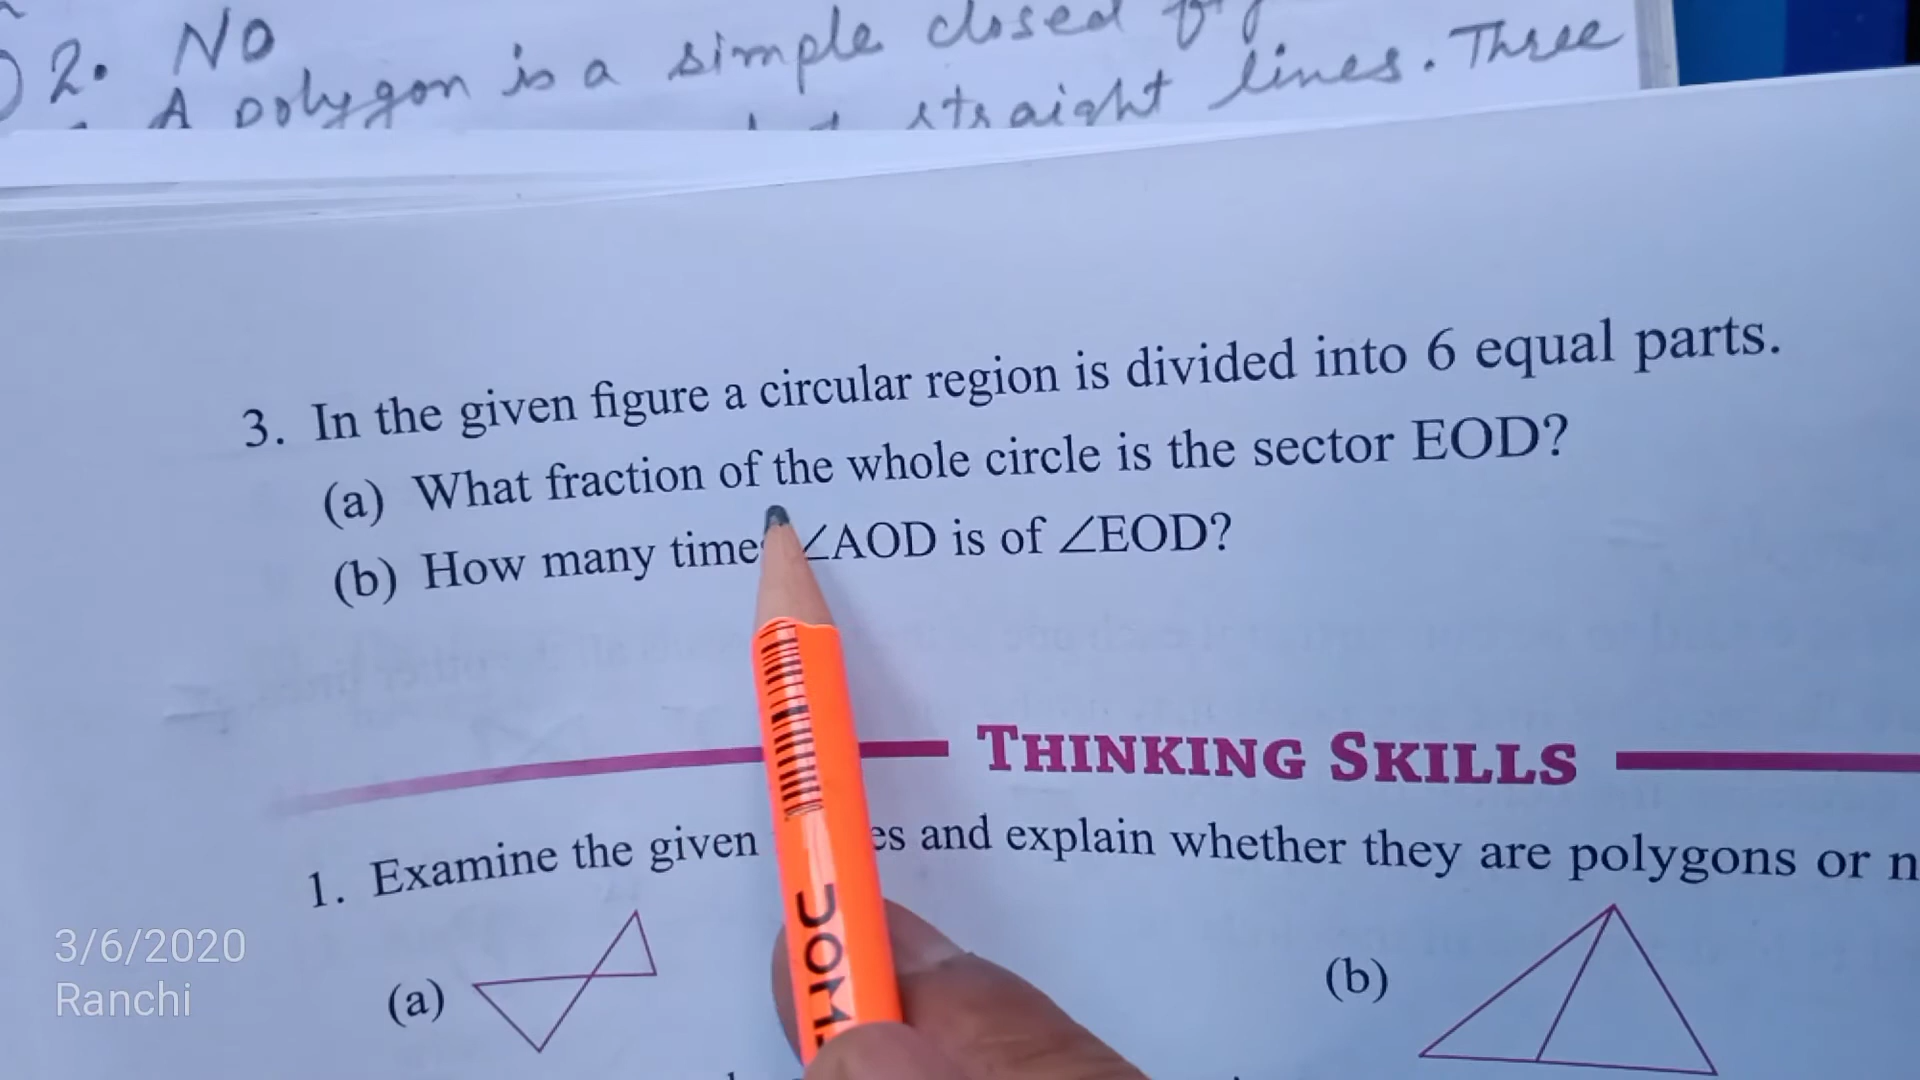 2. No
A polygon is a simple closed
straight lines. Three
3. In the given figure a circular region is divided into 6 equal parts.
(a) What fraction of the whole circle is the sector EOD?
(b) How many time ∠AOD is of ∠EOD?
THINKING SKILLS
1. Examine the given es and explain whether they are polygons or n
(a)
(b)
3/6/2020
Ranchi
DOM